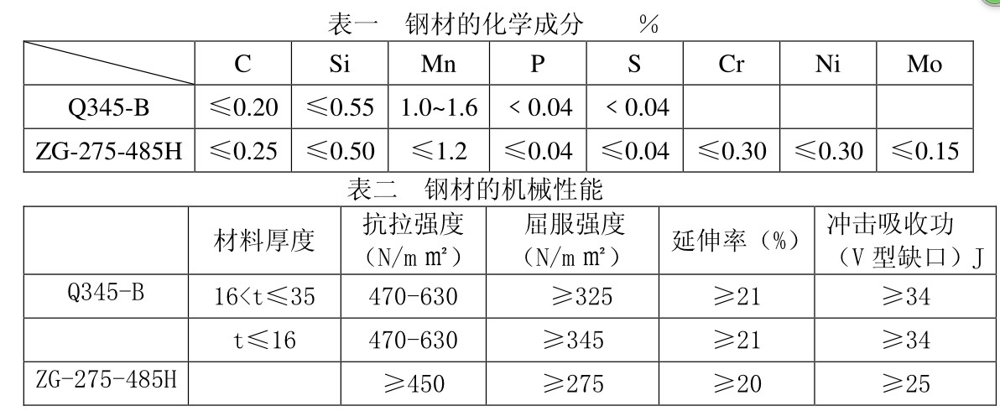 表一 钢材的化学成分 %
C Si Mn P S Cr Ni Mo
Q345-B ≤0.20 ≤0.55 1.0~1.6 ＜0.04 ＜0.04
ZG-275-485H ≤0.25 ≤0.50 ≤1.2 ≤0.04 ≤0.04 ≤0.30 ≤0.30 ≤0.15
表二 钢材的机械性能
材料厚度 抗拉强度 屈服强度 延伸率（%） 冲击吸收功
（N/m㎡） （N/m㎡） （V型缺口）J
Q345-B 16<t≤35 470-630 ≥325 ≥21 ≥34
t≤16 470-630 ≥345 ≥21 ≥34
ZG-275-485H ≥450 ≥275 ≥20 ≥25